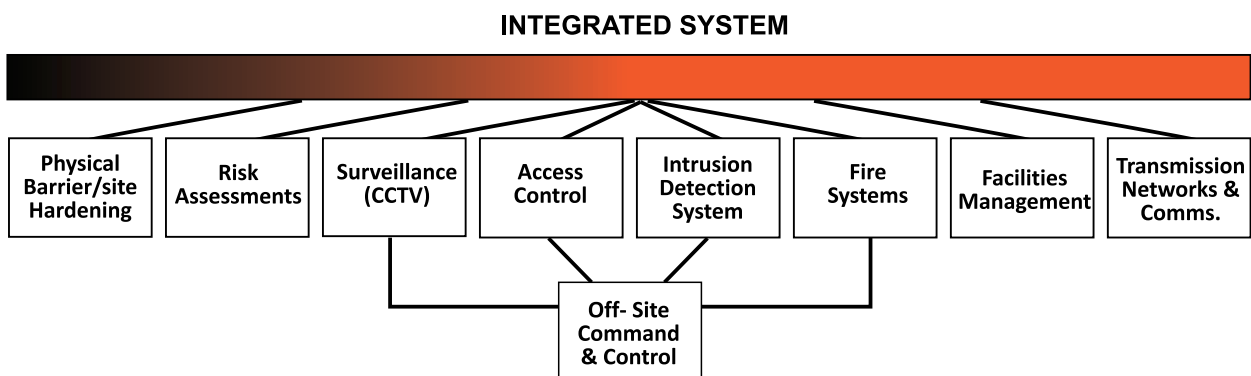 INTEGRATED SYSTEM
Physical
Barrier/site
Hardening
Risk
Assessments
Surveillance
(CCTV)
Access
Control
Intrusion
Detection
System
Fire
Systems
Facilities
Management
Transmission
Networks &
Comms.
Off- Site
Command
& Control